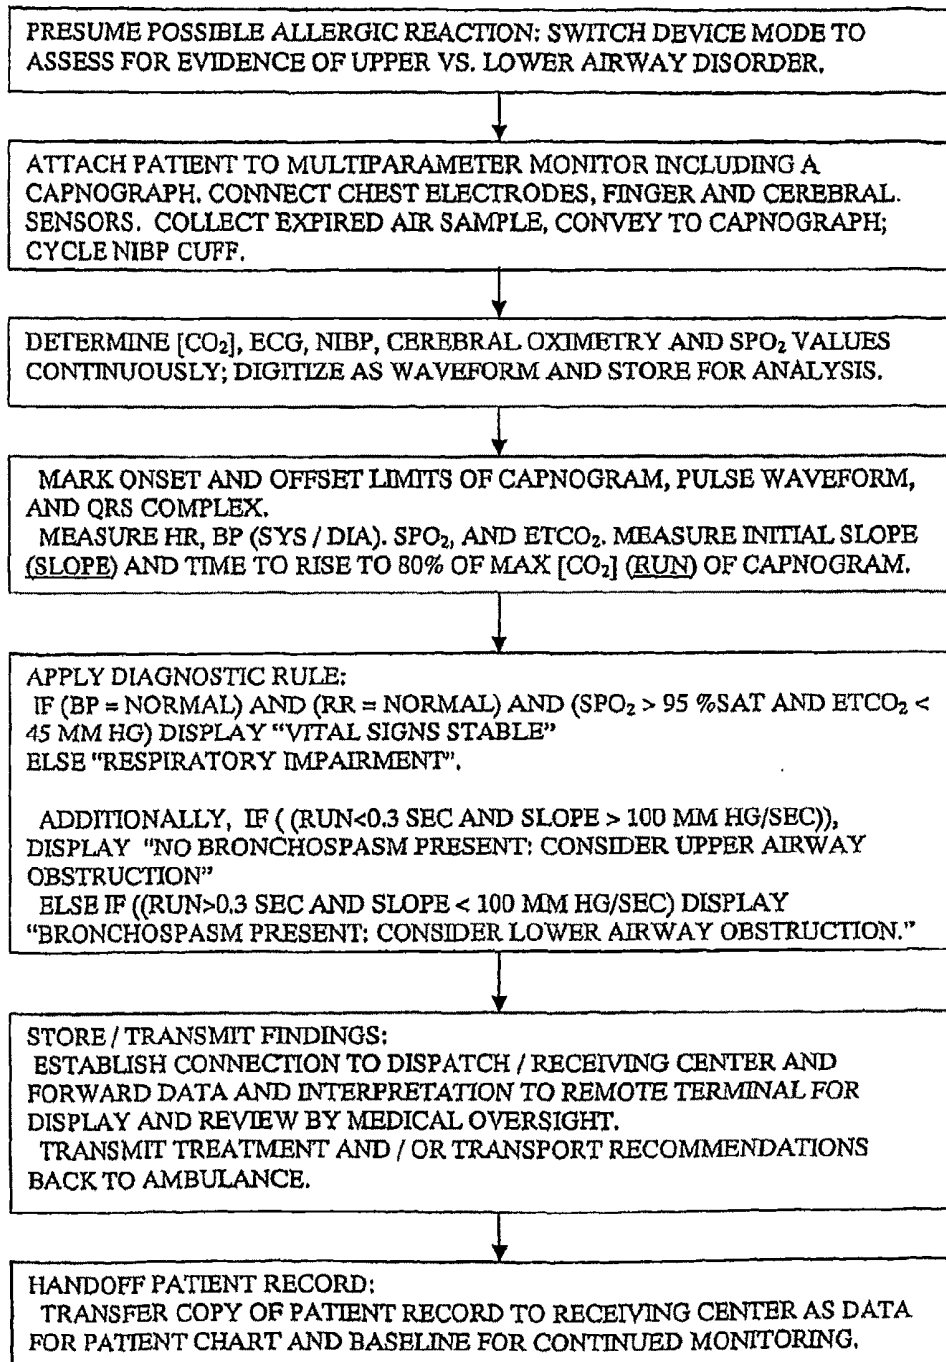 PRESUME POSSIBLE ALLERGIC REACTION: SWITCH DEVICE MODE TO
ASSESS FOR EVIDENCE OF UPPER VS. LOWER AIRWAY DISORDER.
ATTACH PATIENT TO MULTIPARAMETER MONITOR INCLUDING A
CAPNOGRAPH. CONNECT CHEST ELECTRODES, FINGER AND CEREBRAL.
SENSORS. COLLECT EXPIRED AIR SAMPLE, CONVEY TO CAPNOGRAPH;
CYCLE NIBP CUFF.
DETERMINE [CO₂], ECG, NIBP, CEREBRAL OXIMETRY AND SPO₂ VALUES
CONTINUOUSLY; DIGITIZE AS WAVEFORM AND STORE FOR ANALYSIS.
MARK ONSET AND OFFSET LIMITS OF CAPNOGRAM, PULSE WAVEFORM,
AND QRS COMPLEX.
MEASURE HR, BP (SYS / DIA). SPO₂, AND ETCO₂. MEASURE INITIAL SLOPE
(SLOPE) AND TIME TO RISE TO 80% OF MAX [CO₂] (RUN) OF CAPNOGRAM.
APPLY DIAGNOSTIC RULE:
IF (BP = NORMAL) AND (RR = NORMAL) AND (SPO₂ > 95 %SAT AND ETCO₂ <
45 MM HG) DISPLAY “VITAL SIGNS STABLE”
ELSE “RESPIRATORY IMPAIRMENT”.
ADDITIONALLY, IF ( (RUN<0.3 SEC AND SLOPE > 100 MM HG/SEC)),
DISPLAY “NO BRONCHOSPASM PRESENT: CONSIDER UPPER AIRWAY
OBSTRUCTION”
ELSE IF ((RUN>0.3 SEC AND SLOPE < 100 MM HG/SEC) DISPLAY
“BRONCHOSPASM PRESENT: CONSIDER LOWER AIRWAY OBSTRUCTION.”
STORE / TRANSMIT FINDINGS:
ESTABLISH CONNECTION TO DISPATCH / RECEIVING CENTER AND
FORWARD DATA AND INTERPRETATION TO REMOTE TERMINAL FOR
DISPLAY AND REVIEW BY MEDICAL OVERSIGHT.
TRANSMIT TREATMENT AND / OR TRANSPORT RECOMMENDATIONS
BACK TO AMBULANCE.
HANDOFF PATIENT RECORD:
TRANSFER COPY OF PATIENT RECORD TO RECEIVING CENTER AS DATA
FOR PATIENT CHART AND BASELINE FOR CONTINUED MONITORING.